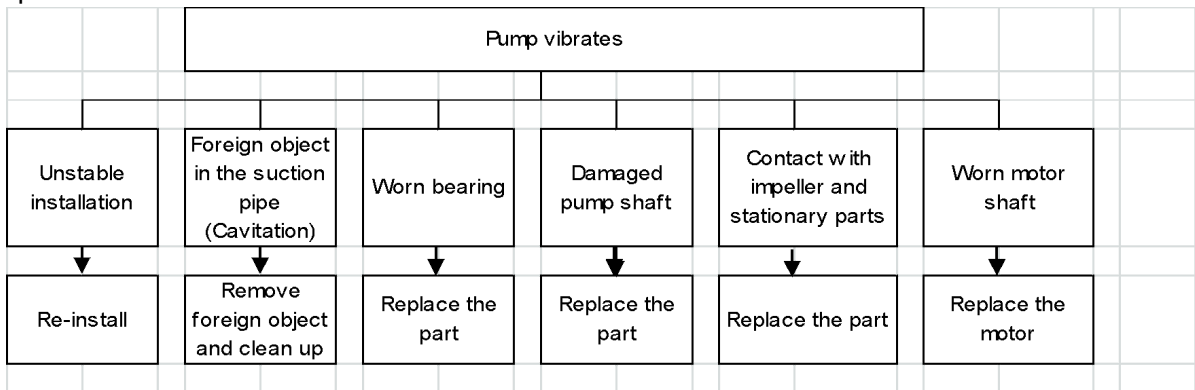 Pump vibrates
Unstable
installation
Foreign object
in the suction
pipe
(Cavitation)
Worn bearing
Damaged
pump shaft
Contact with
impeller and
stationary parts
Worn motor
shaft
Re-install
Remove
foreign object
and clean up
Replace the
part
Replace the
part
Replace the part
Replace the
motor